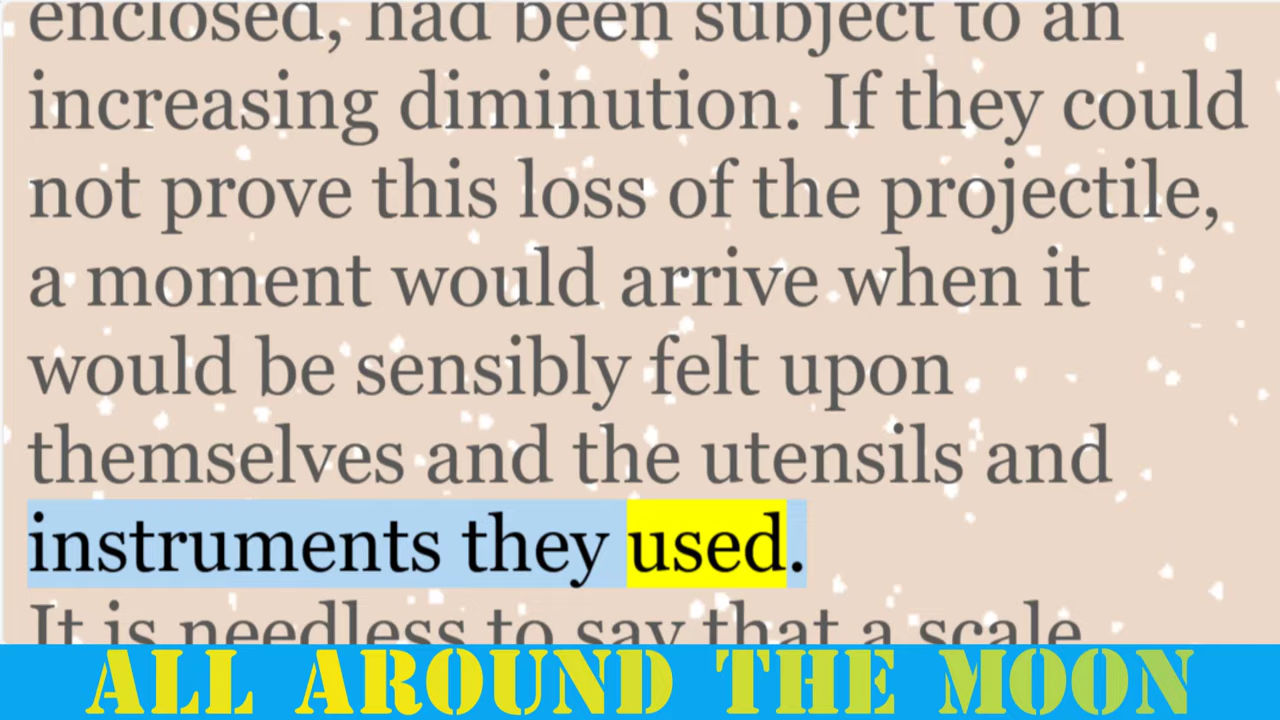 enclosed, had been subject to an
increasing diminution. If they could
not prove this loss of the projectile,
a moment would arrive when it
would be sensibly felt upon
themselves and the utensils and
instruments they used.
It is needless to say that a scale
ALL AROUND THE MOON